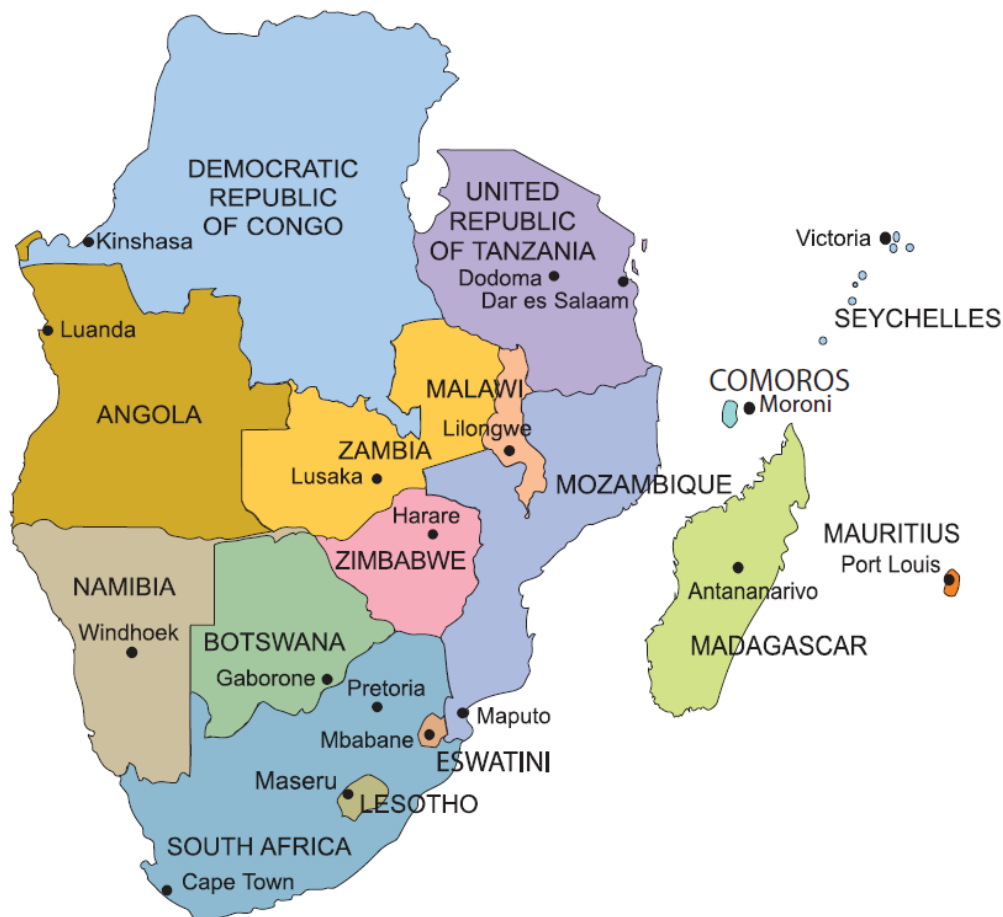 DEMOCRATIC
REPUBLIC
OF CONGO
Kinshasa
UNITED
REPUBLIC
OF TANZANIA
Dodoma
Dar es Salaam
Victoria
SEYCHELLES
Luanda
ANGOLA
MALAWI
Lilongwe
COMOROS
Moroni
ZAMBIA
Lusaka
MOZAMBIQUE
Harare
ZIMBABWE
MAURITIUS
Port Louis
NAMIBIA
Windhoek
Antananarivo
MADAGASCAR
BOTSWANA
Gaborone
Pretoria
Maputo
Mbabane
ESWATINI
Maseru
LESOTHO
SOUTH AFRICA
Cape Town